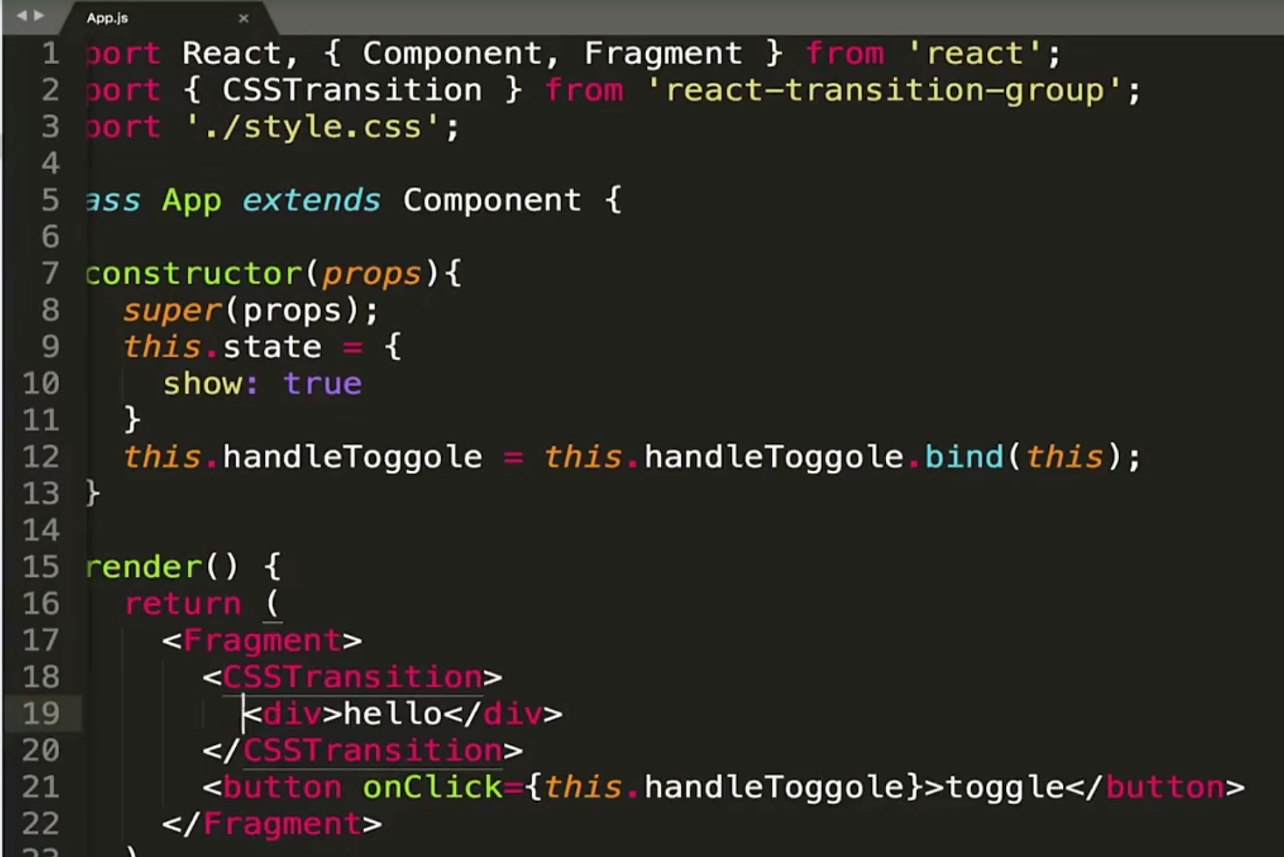 App.js
1 port React, { Component, Fragment } from 'react';
2 port { CSSTransition } from 'react-transition-group';
3 port './style.css';
4
5 ass App extends Component {
6
7 constructor(props){
8 super(props);
9 this.state = {
10 show: true
11 }
12 this.handleToggole = this.handleToggole.bind(this);
13 }
14
15 render() {
16 return (
17 <Fragment>
18 <CSSTransition>
19 <div>hello</div>
20 </CSSTransition>
21 <button onClick={this.handleToggole}>toggle</button>
22 </Fragment>
23 )